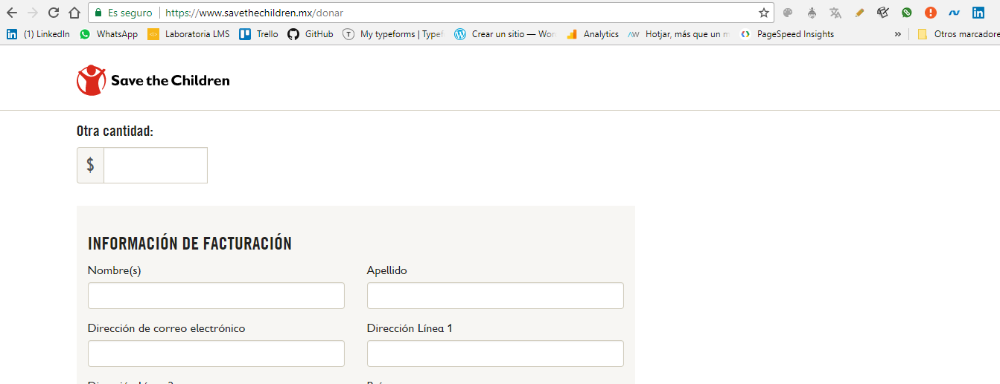 Es seguro https://www.savethechildren.mx/donar
(1) LinkedIn WhatsApp Laboratoria LMS Trello GitHub My typeforms | Typef Crear un sitio — Wor Analytics Hotjar, más que un m PageSpeed Insights » Otros marcadore
Save the Children
Otra cantidad:
$
INFORMACIÓN DE FACTURACIÓN
Nombre(s) Apellido
Dirección de correo electrónico Dirección Línea 1